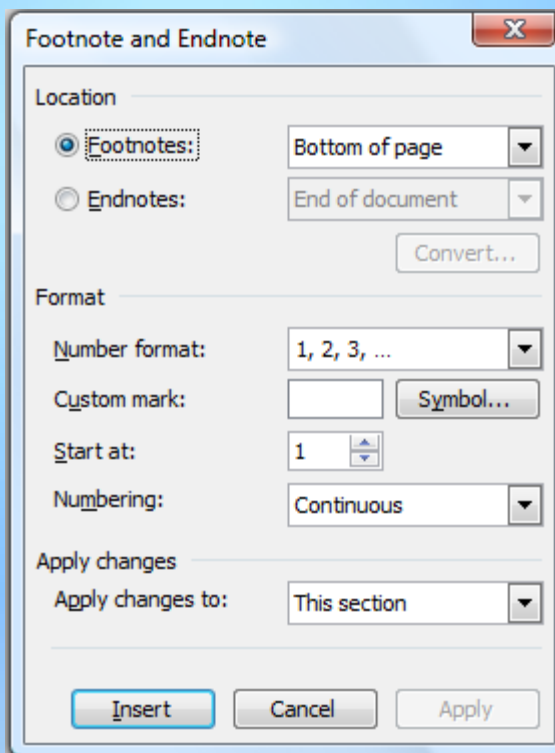 Footnote and Endnote
Location
Footnotes: Bottom of page
Endnotes: End of document
Convert...
Format
Number format: 1, 2, 3, ...
Custom mark: Symbol...
Start at: 1
Numbering: Continuous
Apply changes
Apply changes to: This section
Insert Cancel Apply